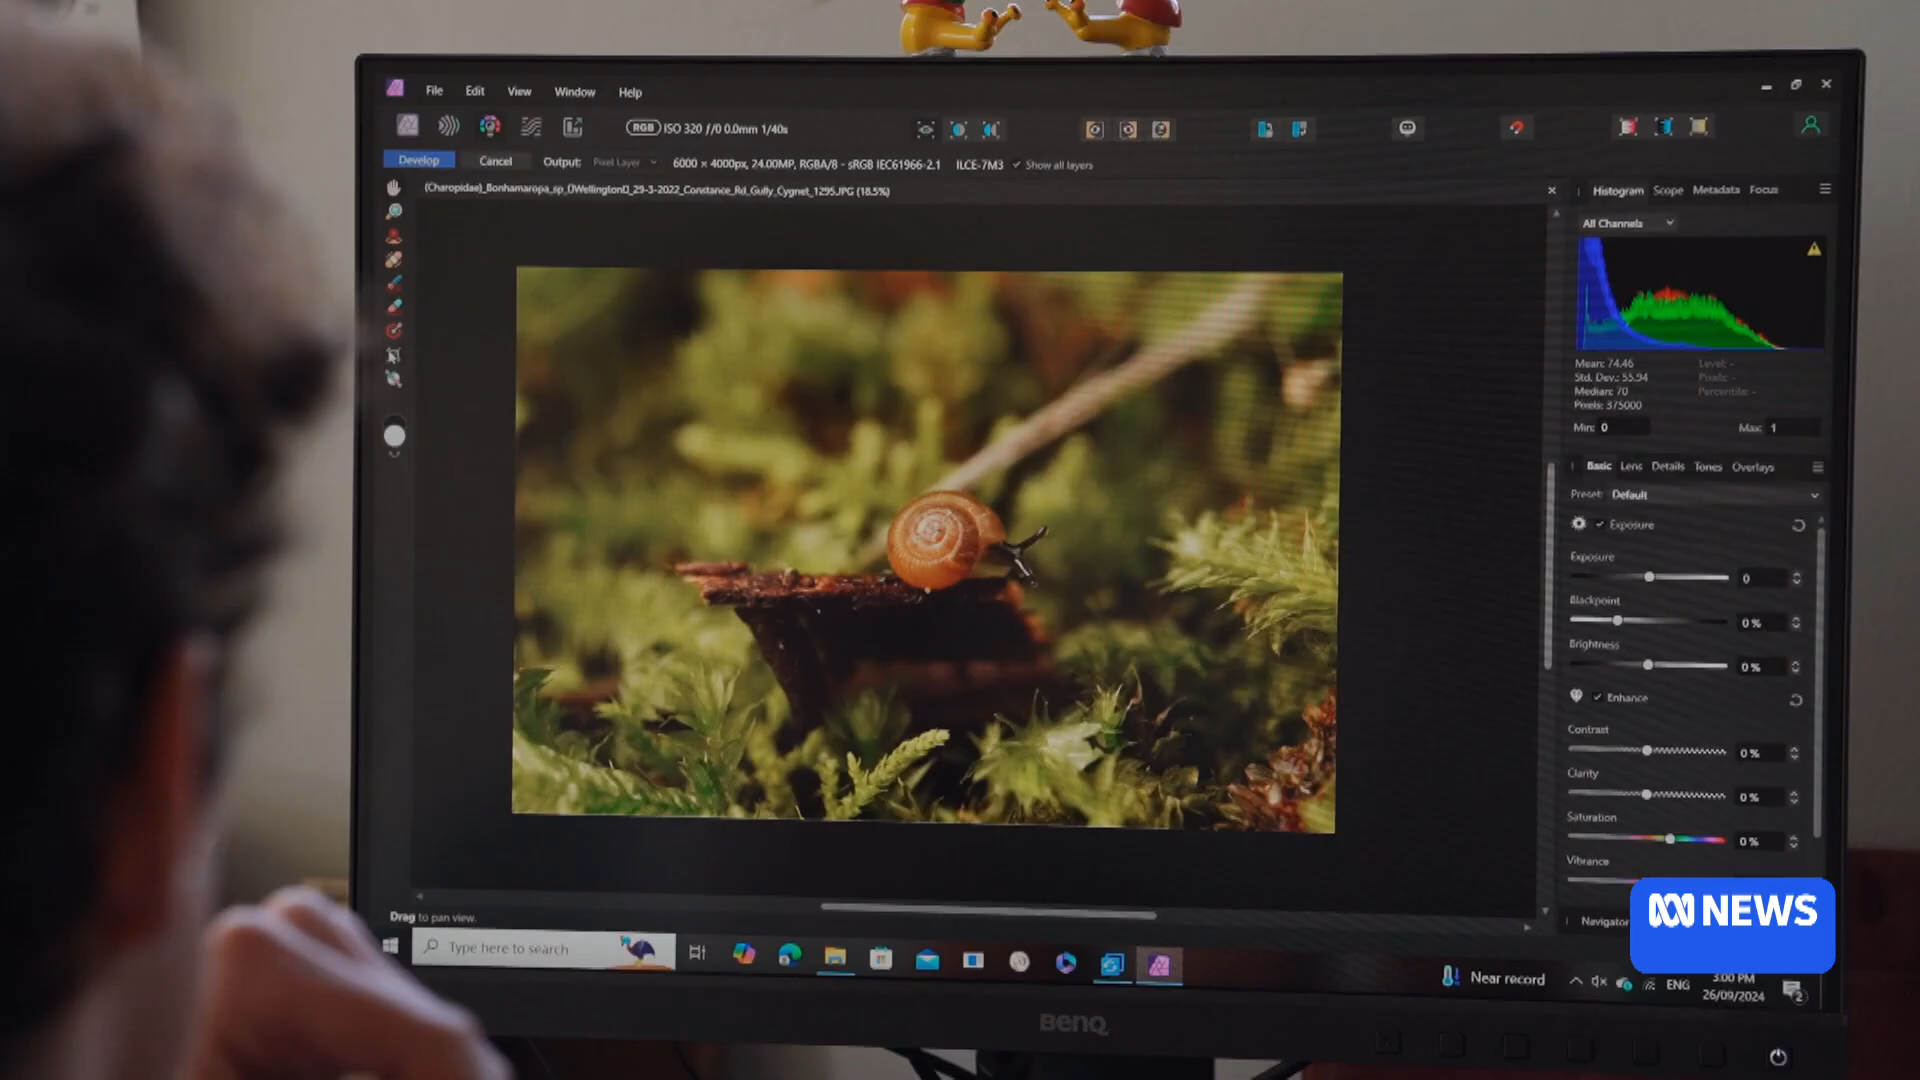 File Edit View Window Help
RGB ISO 320 f/0 0.0mm 1/40s
Develop Cancel Output: Pixel Layer 6000 × 4000px, 24.00MP, RGBA/8 - sRGB IEC61966-2.1 ILCE-7M3 Show all layers
(Charopidae)_Bonhamaropa_sp_(Wellington)_29-3-2022_Constance_Rd_Gully_Cygnet_1295.JPG (18.5%)
Histogram Scope Metadata Focus
All Channels
Mean: 74.46 Level: -
Std. Dev.: 55.94 Pixels: -
Median: 70 Percentile: -
Pixels: 375000
Min: 0 Max: 1
Basic Lens Details Tones Overlays
Preset: Default
Exposure
Exposure
0
Blackpoint
0 %
Brightness
0 %
Enhance
Contrast
0 %
Clarity
0 %
Saturation
0 %
Vibrance
Navigator
NEWS
Drag to pan view.
Type here to search
Near record
ENG
3:00 PM
26/09/2024
2
BenQ